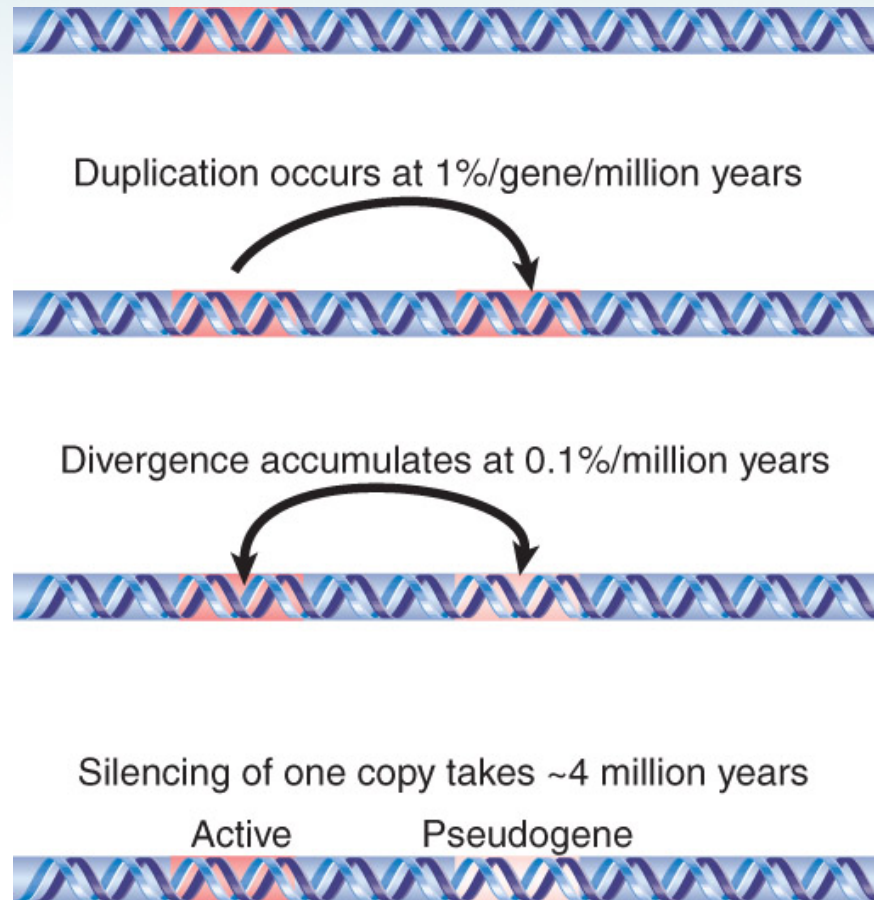 Duplication occurs at 1%/gene/million years
Divergence accumulates at 0.1%/million years
Silencing of one copy takes ~4 million years
Active Pseudogene